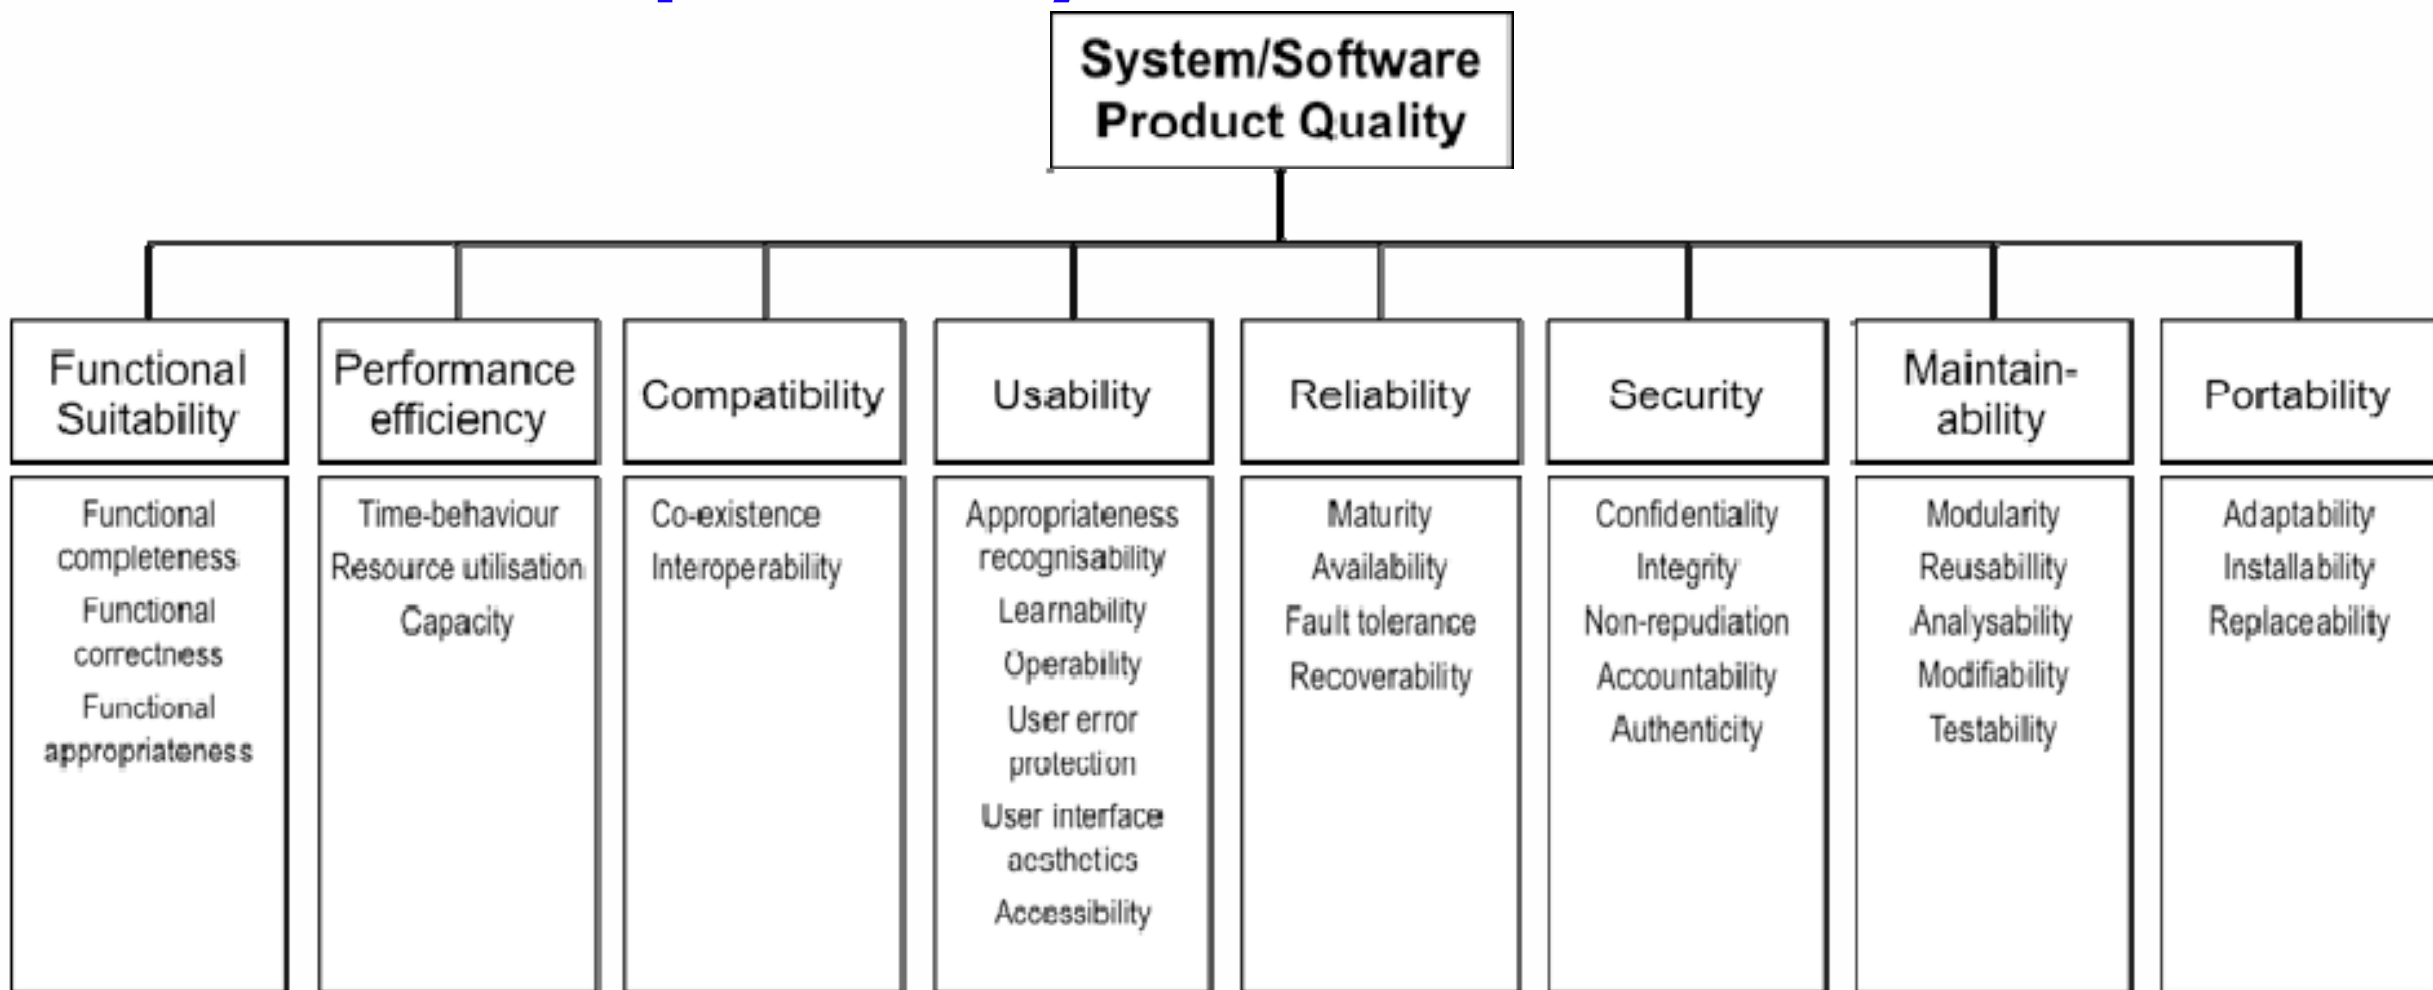 System/Software
Product Quality
Functional
Suitability
Performance
efficiency
Compatibility
Usability
Reliability
Security
Maintain-
ability
Portability
Functional
completeness
Functional
correctness
Functional
appropriateness
Time-behaviour
Resource utilisation
Capacity
Co-existence
Interoperability
Appropriateness
recognisability
Learnability
Operability
User error
protection
User interface
aesthetics
Accessibility
Maturity
Availability
Fault tolerance
Recoverability
Confidentiality
Integrity
Non-repudiation
Accountability
Authenticity
Modularity
Reusabillity
Analysability
Modifiability
Testability
Adaptability
Installability
Replaceability